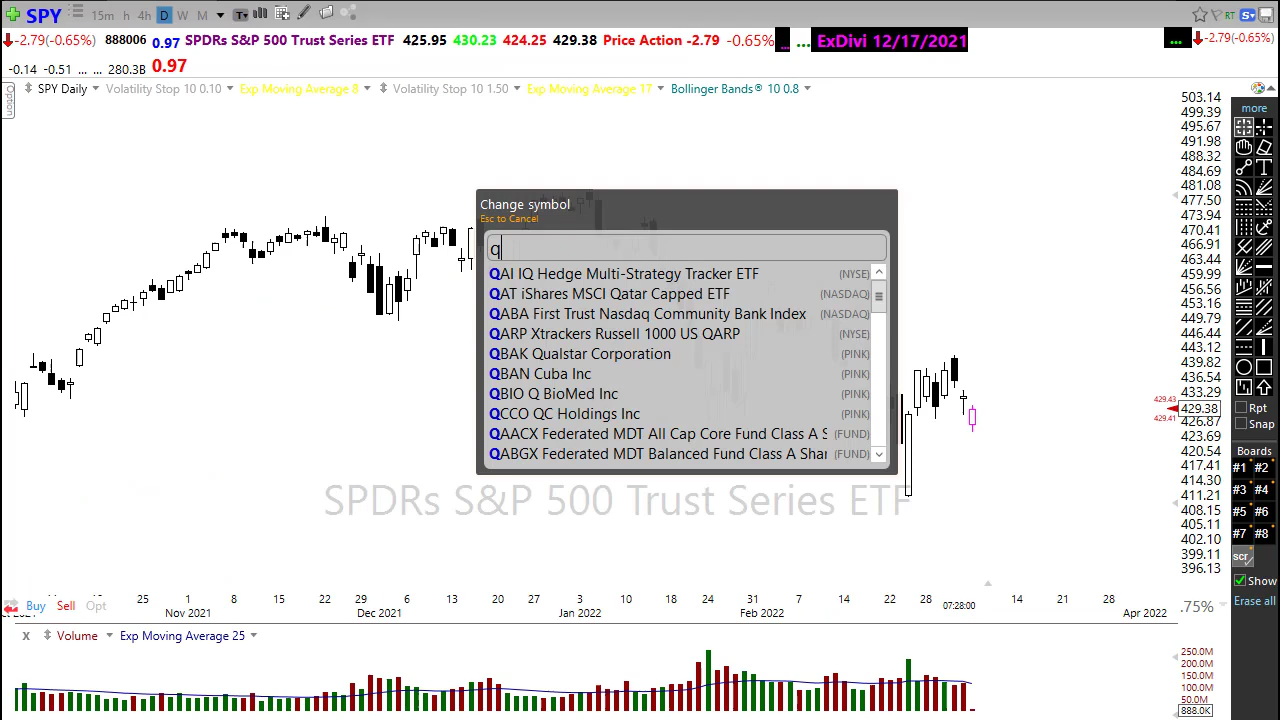 SPY 15m h 4h D W M T
RT S
-2.79(-0.65%) 888006 0.97 SPDRs S&P 500 Trust Series ETF 425.95 430.23 424.25 429.38 Price Action -2.79 -0.65% ... ... ExDivi 12/17/2021 ... -2.79(-0.65%)
-0.14 -0.51 ... ... 280.3B 0.97
Option
SPY Daily Volatility Stop 10 0.10 Exp Moving Average 8 Volatility Stop 10 1.50 Exp Moving Average 17 Bollinger Bands® 10 0.8
503.14
499.39
495.67
491.98
488.32
484.69
481.08
477.50
473.94
470.41
466.91
463.44
459.99
456.56
453.16
449.79
446.44
443.12
439.82
436.54
433.29
429.43
429.38
429.41
426.87
423.69
420.54
417.41
414.30
411.21
408.15
405.11
402.10
399.11
396.13
more
Rpt
Snap
Boards
#1 #2
#3 #4
#5 #6
#7 #8
scr
Show
Erase all
Change symbol
Esc to Cancel
q
QAI IQ Hedge Multi-Strategy Tracker ETF (NYSE)
QAT iShares MSCI Qatar Capped ETF (NASDAQ)
QABA First Trust Nasdaq Community Bank Index (NASDAQ)
QARP Xtrackers Russell 1000 US QARP (NYSE)
QBAK Qualstar Corporation (PINK)
QBAN Cuba Inc (PINK)
QBIO Q BioMed Inc (PINK)
QCCO QC Holdings Inc (PINK)
QAACX Federated MDT All Cap Core Fund Class A S (FUND)
QABGX Federated MDT Balanced Fund Class A Shar (FUND)
SPDRs S&P 500 Trust Series ETF
25 8 15 22 29 6 13 20 27 10 18 24 31 7 14 22 28 07:28:00 14 21 28
Buy Sell Opt
Nov 2021 Dec 2021 Jan 2022 Feb 2022 Apr 2022
.75%
x Volume Exp Moving Average 25
250.0M
200.0M
150.0M
100.0M
50.0M
888.0K